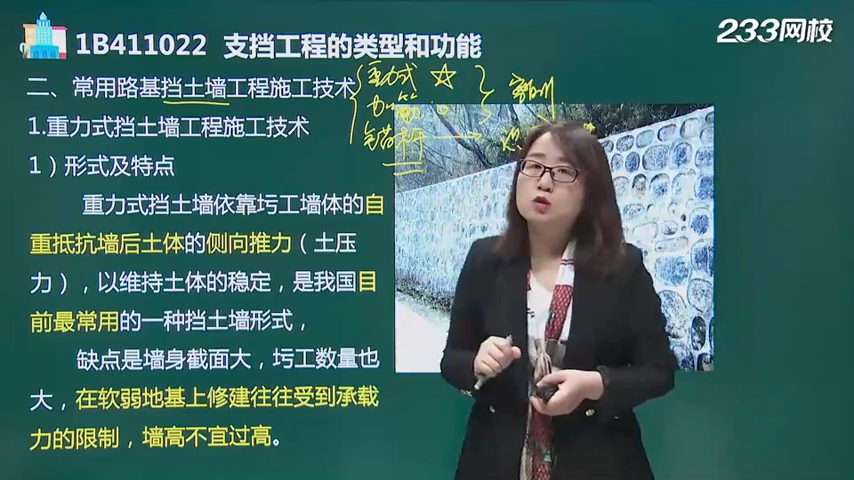 1B411022 支挡工程的类型和功能
233网校
二、常用路基挡土墙工程施工技术
重力式
1.重力式挡土墙工程施工技术
1）形式及特点
重力式挡土墙依靠圬工墙体的自
重抵抗墙后土体的侧向推力（土压
力），以维持土体的稳定，是我国目
前最常用的一种挡土墙形式，
缺点是墙身截面大，圬工数量也
大，在软弱地基上修建往往受到承载
力的限制，墙高不宜过高。